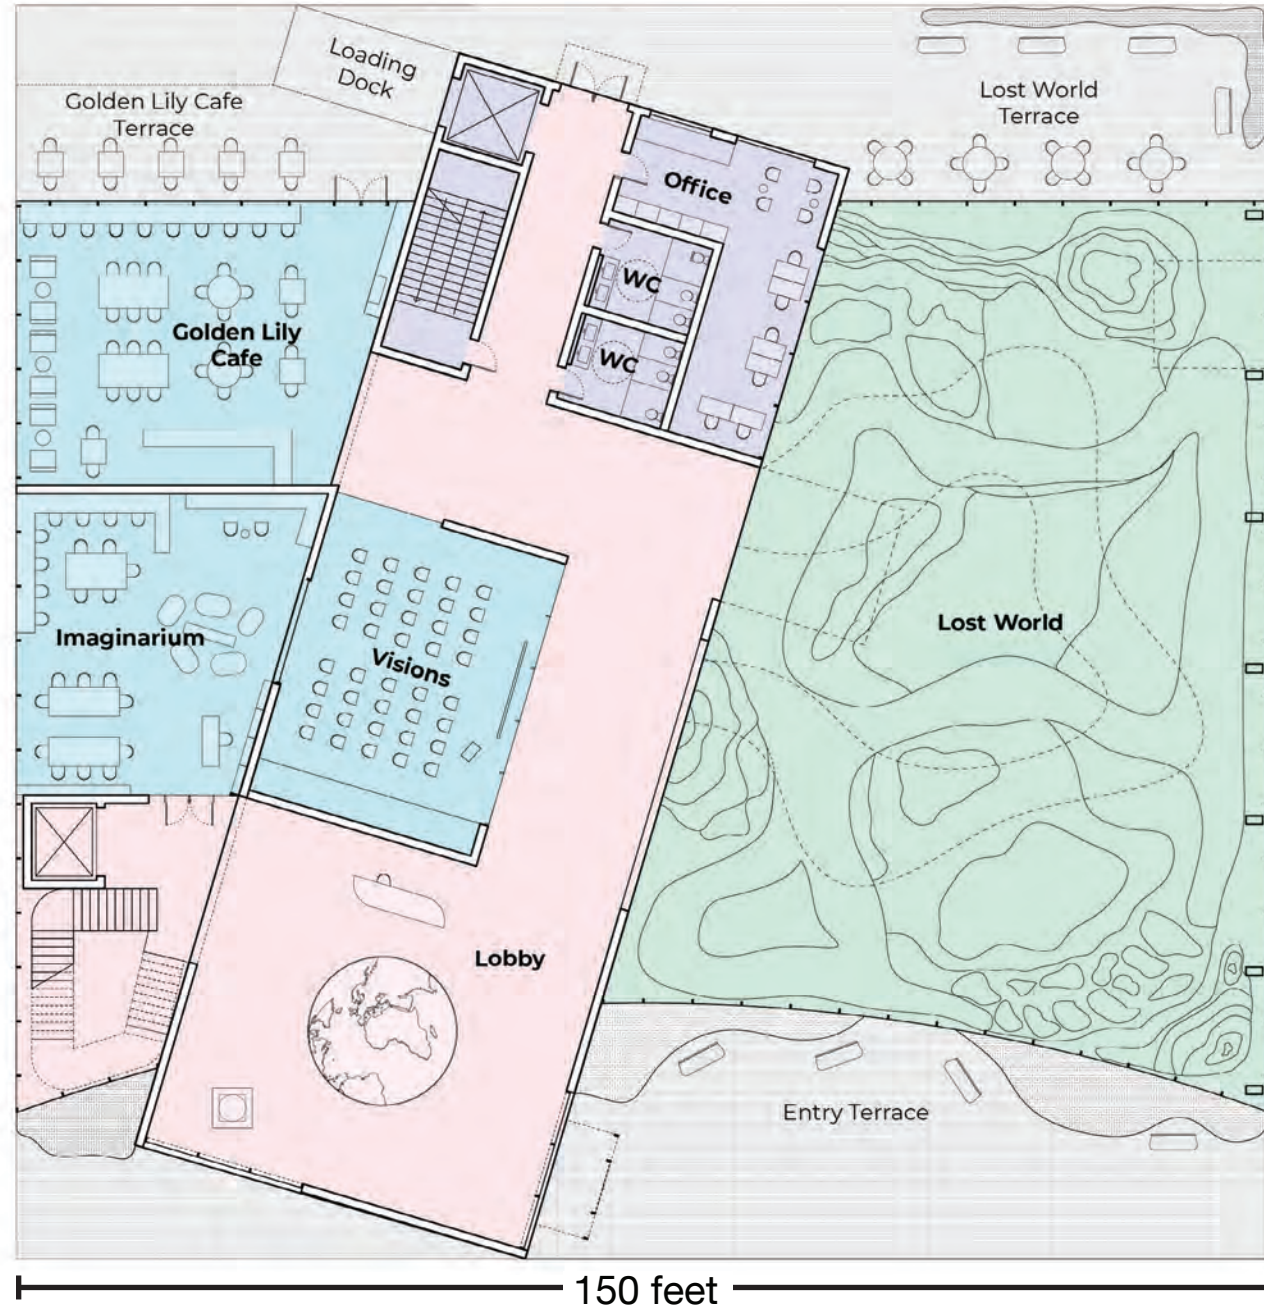 Loading
Dock
Golden Lily Cafe
Terrace
Lost World
Terrace
Office
WC
Golden Lily
Cafe
WC
Lost World
Imaginarium
Visions
Lobby
Entry Terrace
150 feet